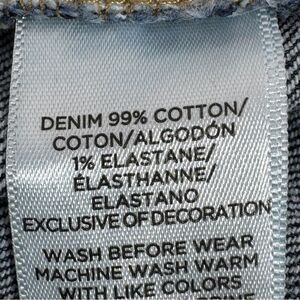 DENIM 99% COTTON/
COTON/ALGODÓN
1% ELASTANE/
ÉLASTHANNE/
ELASTANO
EXCLUSIVE OF DECORATION
WASH BEFORE WEAR
MACHINE WASH WARM
WITH LIKE COLORS